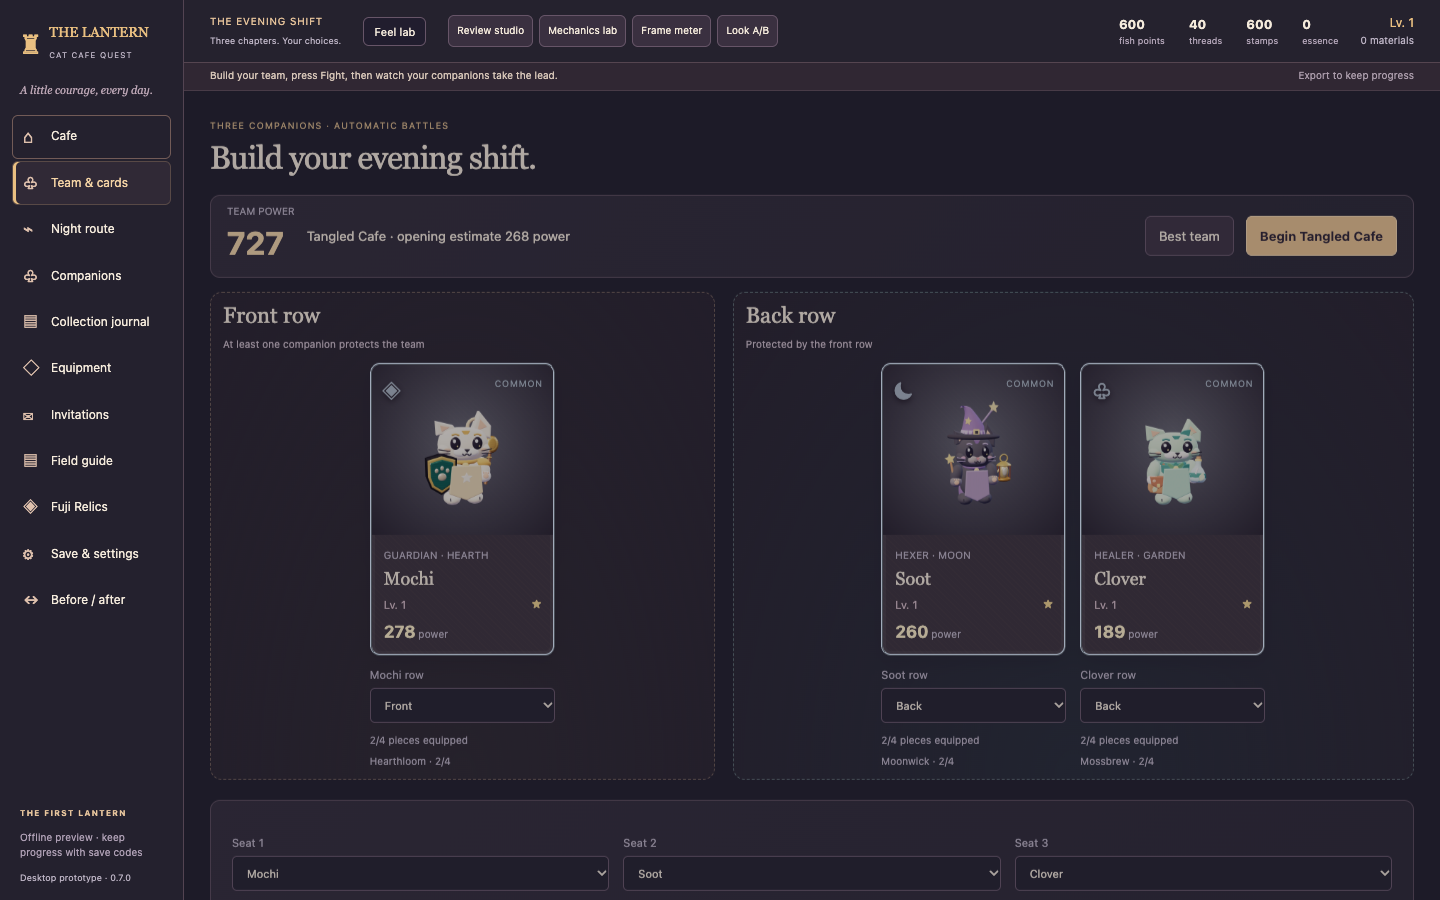 THE LANTERN
CAT CAFE QUEST
A little courage, every day.
Cafe
Team & cards
Night route
Companions
Collection journal
Equipment
Invitations
Field guide
Fuji Relics
Save & settings
Before / after
THE FIRST LANTERN
Offline preview · keep
progress with save codes
Desktop prototype · 0.7.0
THE EVENING SHIFT
Three chapters. Your choices.
Feel lab
Review studio
Mechanics lab
Frame meter
Look A/B
600
fish points
40
threads
600
stamps
0
essence
Lv. 1
0 materials
Build your team, press Fight, then watch your companions take the lead.
Export to keep progress
THREE COMPANIONS · AUTOMATIC BATTLES
Build your evening shift.
TEAM POWER
727
Tangled Cafe · opening estimate 268 power
Best team
Begin Tangled Cafe
Front row
At least one companion protects the team
COMMON
GUARDIAN · HEARTH
Mochi
Lv. 1
278 power
Mochi row
Front
2/4 pieces equipped
Hearthloom · 2/4
Back row
Protected by the front row
COMMON
HEXER · MOON
Soot
Lv. 1
260 power
Soot row
Back
2/4 pieces equipped
Moonwick · 2/4
COMMON
HEALER · GARDEN
Clover
Lv. 1
189 power
Clover row
Back
2/4 pieces equipped
Mossbrew · 2/4
Seat 1
Mochi
Seat 2
Soot
Seat 3
Clover